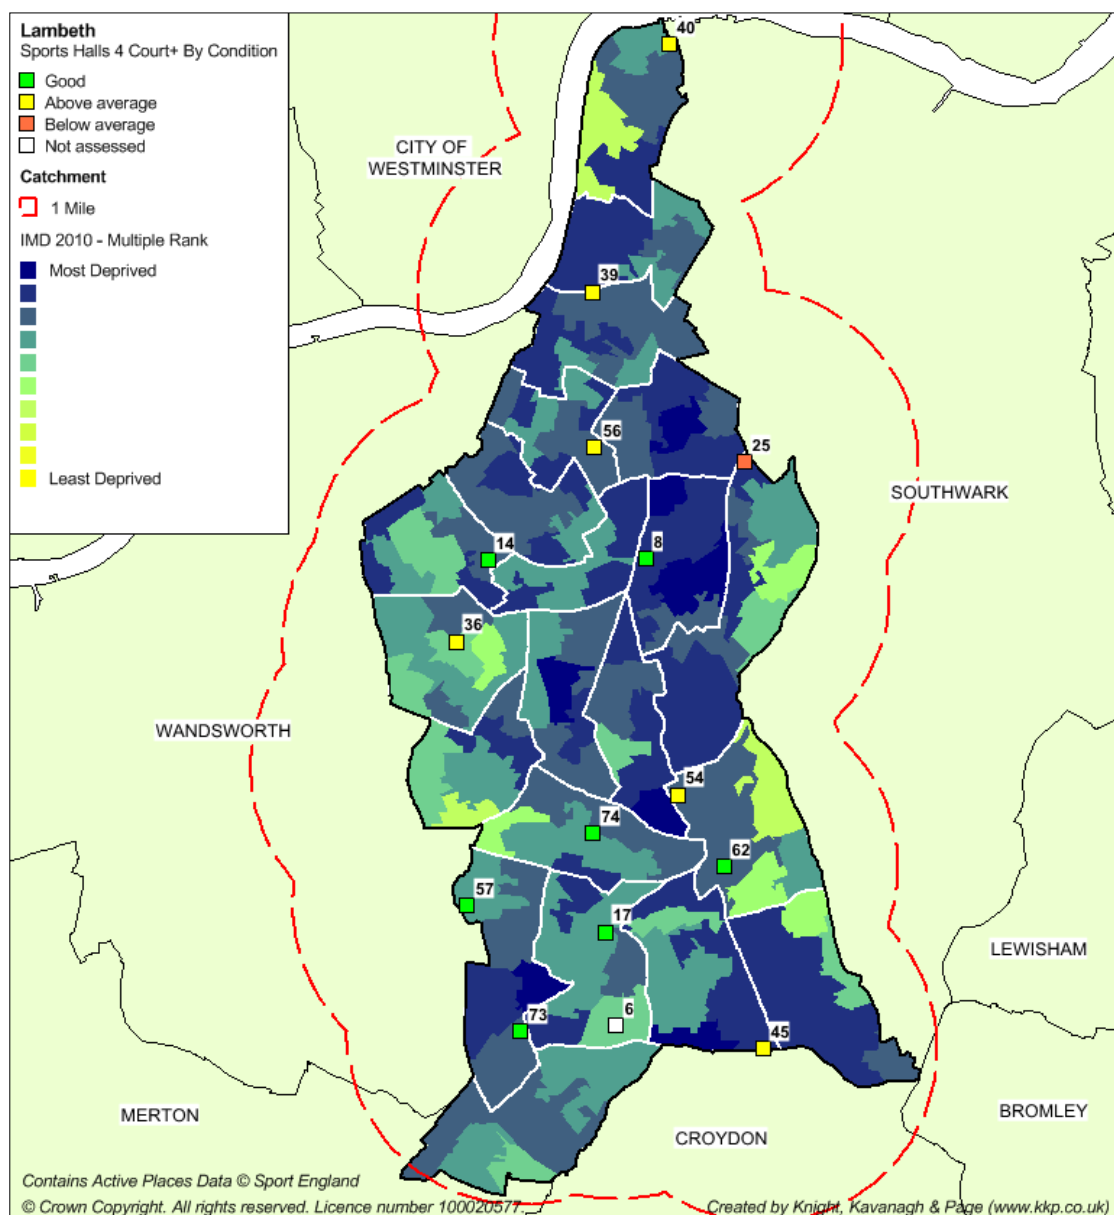 Lambeth
Sports Halls 4 Court+ By Condition
Good
Above average
Below average
Not assessed
Catchment
1 Mile
IMD 2010 - Multiple Rank
Most Deprived
Least Deprived
40
CITY OF
WESTMINSTER
39
56
25
SOUTHWARK
14
8
36
WANDSWORTH
54
74
62
57
17
LEWISHAM
73
6
45
MERTON
BROMLEY
CROYDON
Contains Active Places Data © Sport England
© Crown Copyright. All rights reserved. Licence number 100020577.
Created by Knight, Kavanagh & Page (www.kkp.co.uk)